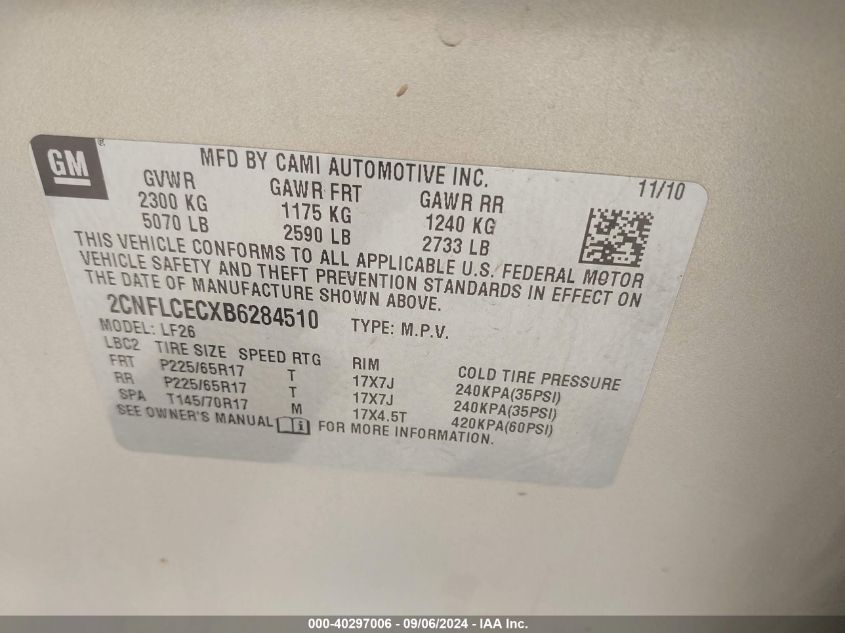 GM®
MFD BY CAMI AUTOMOTIVE INC. 11/10
GVWR GAWR FRT GAWR RR
2300 KG 1175 KG 1240 KG
5070 LB 2590 LB 2733 LB
THIS VEHICLE CONFORMS TO ALL APPLICABLE U.S. FEDERAL MOTOR
VEHICLE SAFETY AND THEFT PREVENTION STANDARDS IN EFFECT ON
THE DATE OF MANUFACTURE SHOWN ABOVE.
2CNFLCECXB6284510 TYPE: M.P.V.
MODEL: LF26
LBC2 TIRE SIZE SPEED RTG RIM COLD TIRE PRESSURE
FRT P225/65R17 T 17X7J 240KPA(35PSI)
RR P225/65R17 T 17X7J 240KPA(35PSI)
SPA T145/70R17 M 17X4.5T 420KPA(60PSI)
SEE OWNER'S MANUAL i FOR MORE INFORMATION.
000-40297006 - 09/06/2024 - IAA Inc.